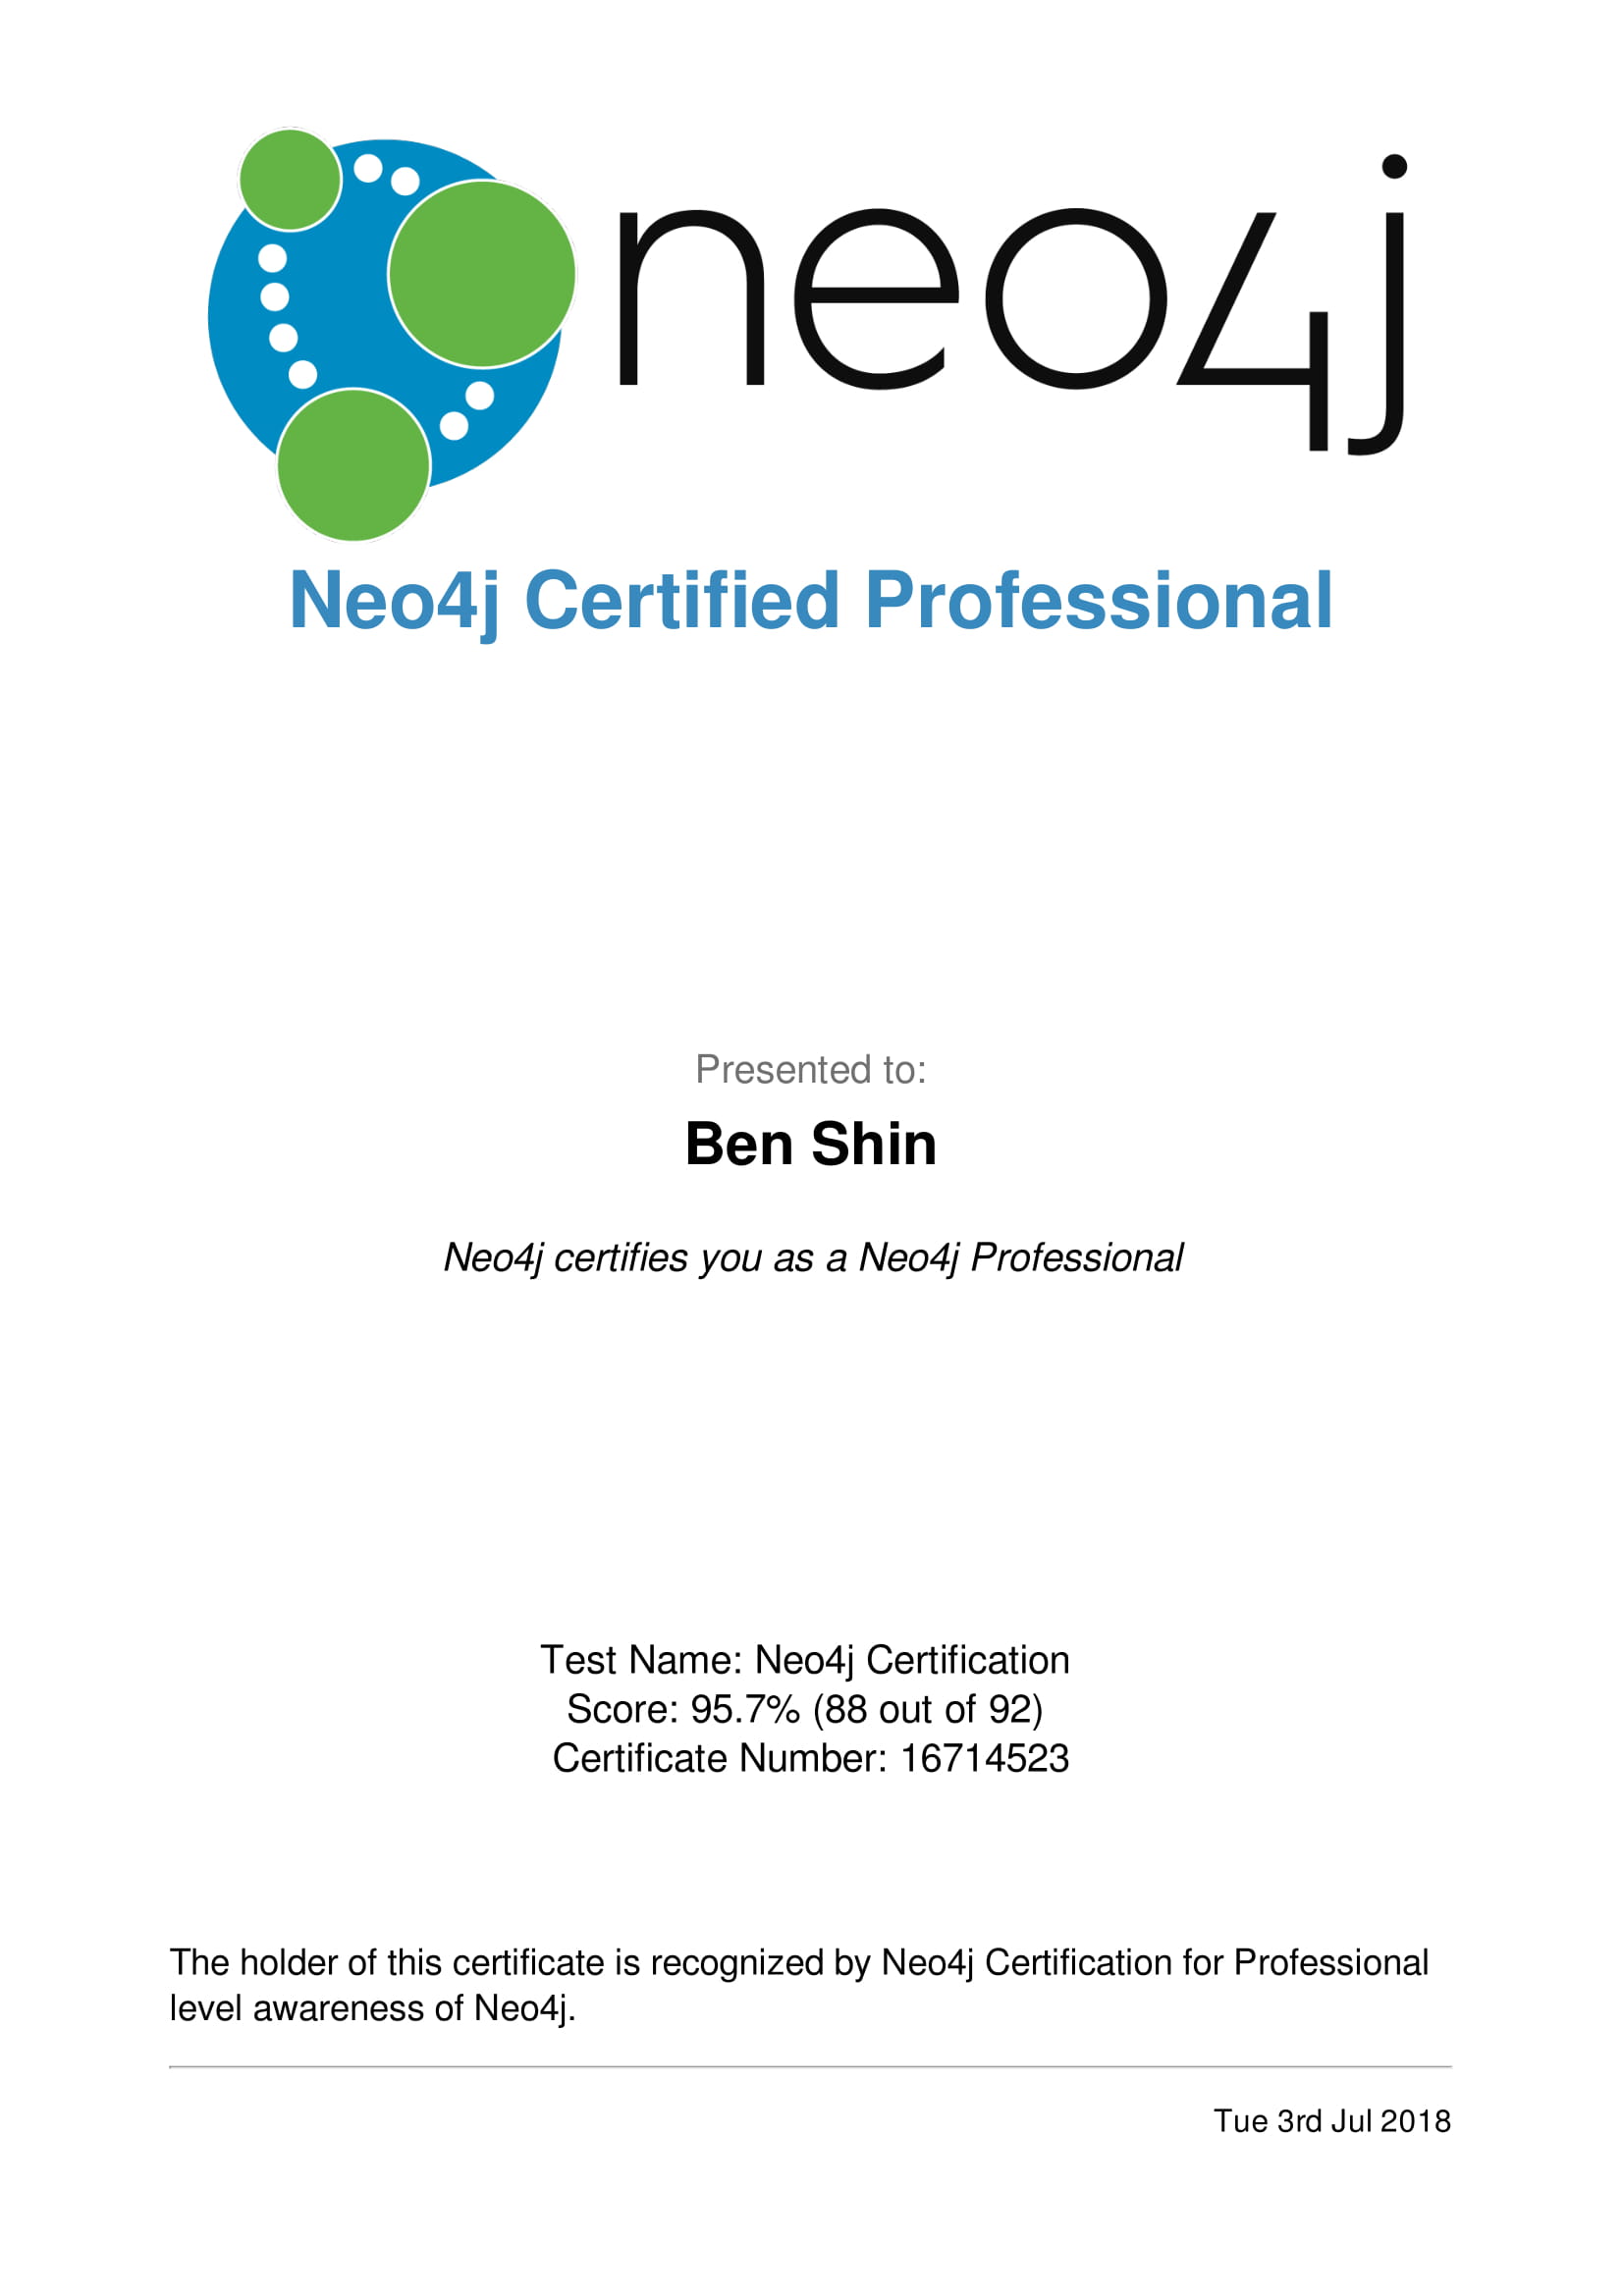 neo4j
Neo4j Certified Professional
Presented to:
Ben Shin
Neo4j certifies you as a Neo4j Professional
Test Name: Neo4j Certification
Score: 95.7% (88 out of 92)
Certificate Number: 16714523
The holder of this certificate is recognized by Neo4j Certification for Professional
level awareness of Neo4j.
Tue 3rd Jul 2018